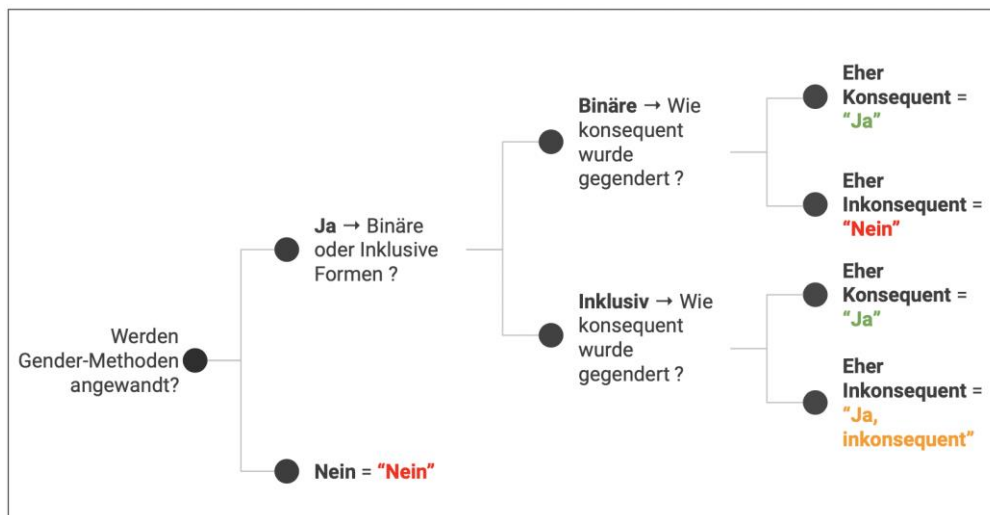 Werden
Gender-Methoden
angewandt?
Ja → Binäre
oder Inklusive
Formen ?
Nein = “Nein”
Binäre → Wie
konsequent
wurde
gegendert ?
Inklusiv → Wie
konsequent
wurde
gegendert ?
Eher
Konsequent =
“Ja”
Eher
Inkonsequent =
“Nein”
Eher
Konsequent =
“Ja”
Eher
Inkonsequent =
“Ja,
inkonsequent”